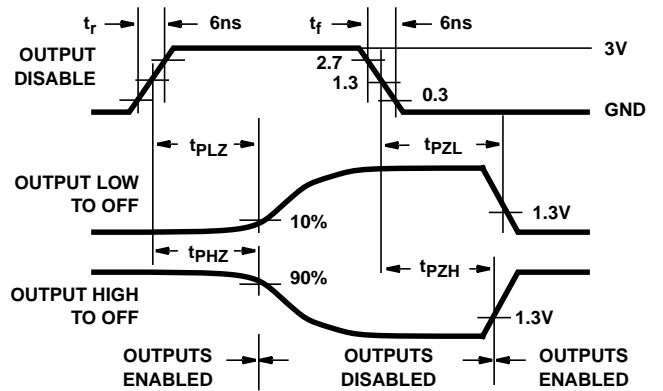 tr 6ns tf 6ns
OUTPUT
DISABLE
2.7
1.3
0.3
3V
GND
tPLZ tPZL
OUTPUT LOW
TO OFF
10%
1.3V
tPHZ tPZH
OUTPUT HIGH
TO OFF
90%
1.3V
OUTPUTS
ENABLED
OUTPUTS
DISABLED
OUTPUTS
ENABLED